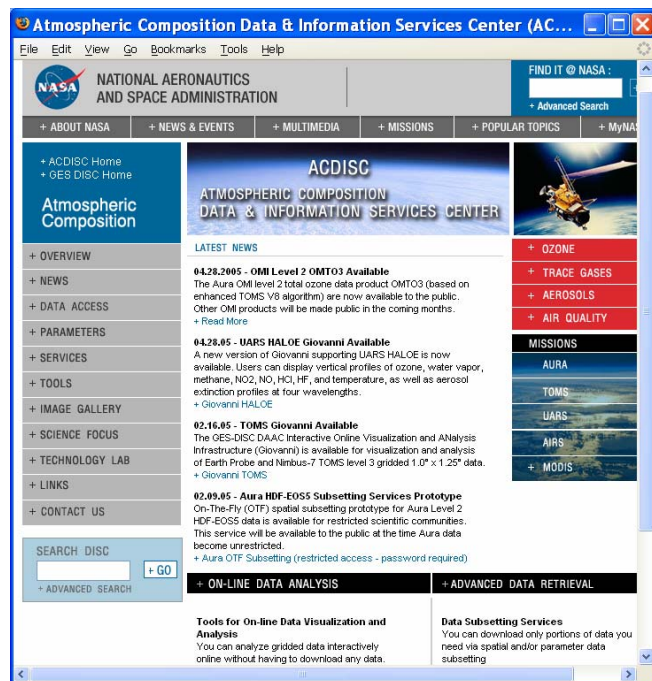 Atmospheric Composition Data & Information Services Center (AC...
File Edit View Go Bookmarks Tools Help
NASA
NATIONAL AERONAUTICS
AND SPACE ADMINISTRATION
FIND IT @ NASA :
+ Advanced Search
+ ABOUT NASA + NEWS & EVENTS + MULTIMEDIA + MISSIONS + POPULAR TOPICS + MyNAS
+ ACDISC Home
+ GES DISC Home
Atmospheric
Composition
+ OVERVIEW
+ NEWS
+ DATA ACCESS
+ PARAMETERS
+ SERVICES
+ TOOLS
+ IMAGE GALLERY
+ SCIENCE FOCUS
+ TECHNOLOGY LAB
+ LINKS
+ CONTACT US
SEARCH DISC
+ GO
+ ADVANCED SEARCH
ACDISC
ATMOSPHERIC COMPOSITION
DATA & INFORMATION SERVICES CENTER
LATEST NEWS
04.28.2005 - OMI Level 2 OMTO3 Available
The Aura OMI level 2 total ozone data product OMTO3 (based on
enhanced TOMS V8 algorithm) are now available to the public.
Other OMI products will be made public in the coming months.
+ Read More
04.28.05 - UARS HALOE Giovanni Available
A new version of Giovanni supporting UARS HALOE is now
available. Users can display vertical profiles of ozone, water vapor,
methane, NO2, NO, HCl, HF, and temperature, as well as aerosol
extinction profiles at four wavelengths.
+ Giovanni HALOE
02.16.05 - TOMS Giovanni Available
The GES-DISC DAAC Interactive Online Visualization and ANalysis
Infrastructure (Giovanni) is available for visualization and analysis
of Earth Probe and Nimbus-7 TOMS level 3 gridded 1.0° x 1.25° data.
+ Giovanni TOMS
02.09.05 - Aura HDF-EOS5 Subsetting Services Prototype
On-The-Fly (OTF) spatial subsetting prototype for Aura Level 2
HDF-EOS5 data is available for restricted scientific communities.
This service will be available to the public at the time Aura data
become unrestricted.
+ Aura OTF Subsetting (restricted access - password required)
+ OZONE
+ TRACE GASES
+ AEROSOLS
+ AIR QUALITY
MISSIONS
AURA
TOMS
UARS
AIRS
+ MODIS
+ ON-LINE DATA ANALYSIS
Tools for On-line Data Visualization and
Analysis
You can analyze gridded data interactively
online without having to download any data.
+ ADVANCED DATA RETRIEVAL
Data Subsetting Services
You can download only portions of data you
need via spatial and/or parameter data
subsetting